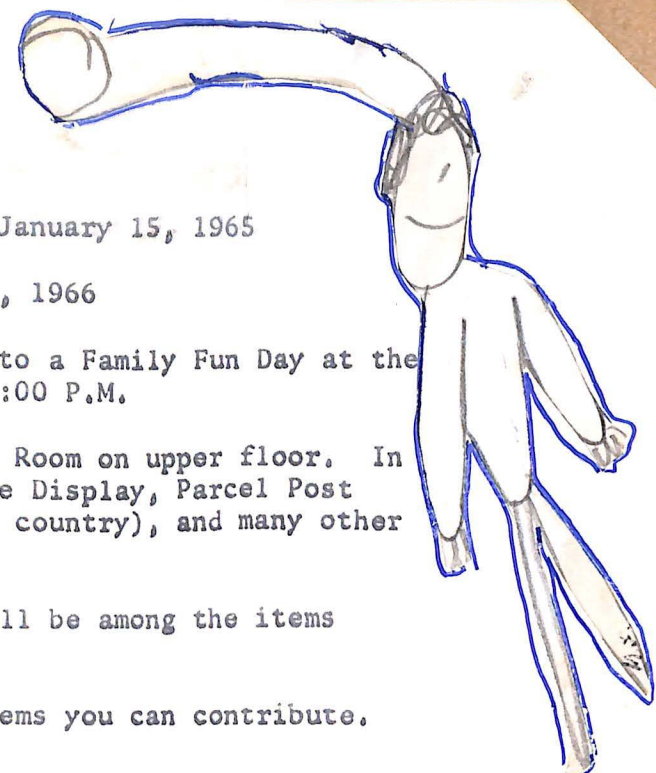 January 15, 1965
, 1966
to a Family Fun Day at the
:00 P.M.
Room on upper floor. In
e Display, Parcel Post
country), and many other
ll be among the items
ems you can contribute.